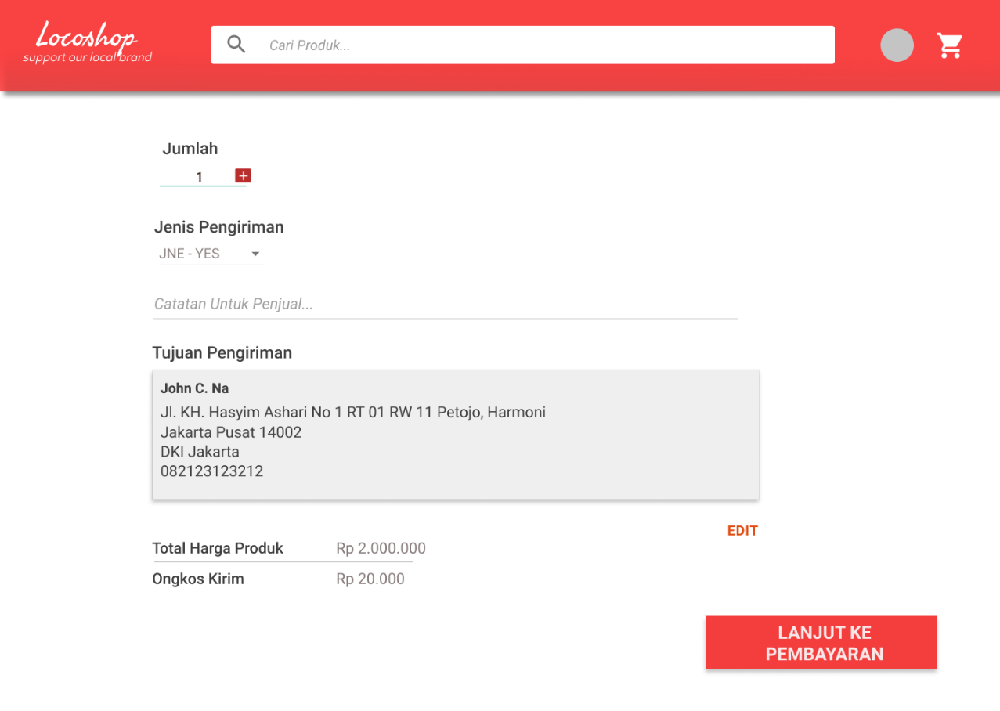 Locoshop
support our local brand
Cari Produk...
Jumlah
1
Jenis Pengiriman
JNE - YES
Catatan Untuk Penjual...
Tujuan Pengiriman
John C. Na
Jl. KH. Hasyim Ashari No 1 RT 01 RW 11 Petojo, Harmoni
Jakarta Pusat 14002
DKI Jakarta
082123123212
EDIT
Total Harga Produk Rp 2.000.000
Ongkos Kirim Rp 20.000
LANJUT KE
PEMBAYARAN